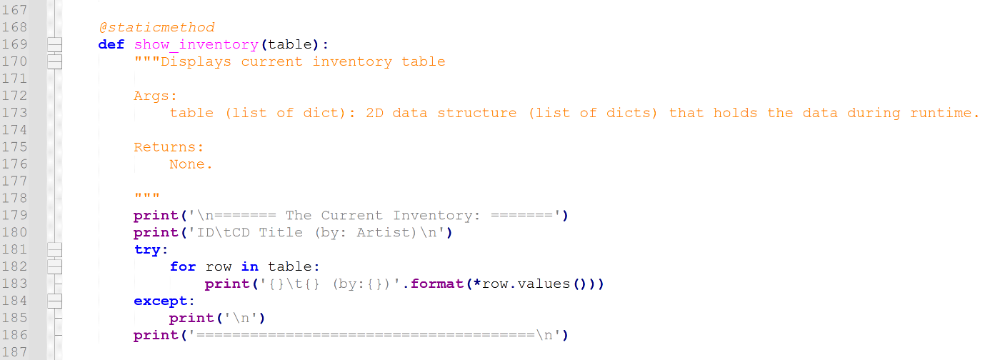 167
168         @staticmethod
169         def show_inventory(table):
170             """Displays current inventory table
171
172             Args:
173                 table (list of dict): 2D data structure (list of dicts) that holds the data during runtime.
174
175             Returns:
176                 None.
177
178             """
179             print('\n======= The Current Inventory: =======')
180             print('ID\tCD Title (by: Artist)\n')
181             try:
182                 for row in table:
183                     print('{}\t{} (by:{})'.format(*row.values()))
184             except:
185                 print('\n')
186             print('======================================\n')
187